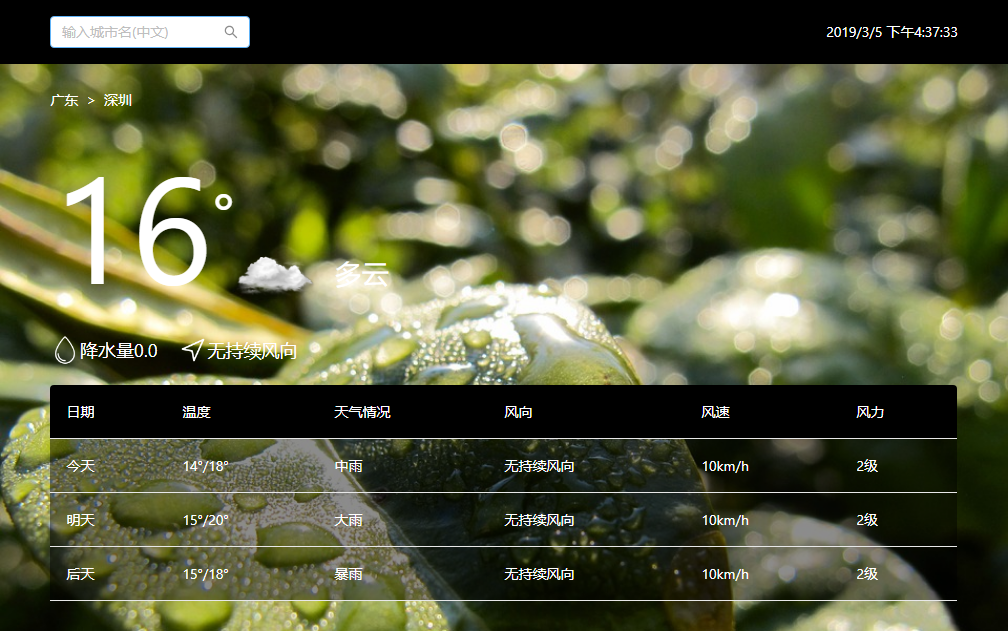 输入城市名(中文) 2019/3/5 下午4:37:33
广东 > 深圳
16°
多云
降水量0.0 无持续风向
日期 温度 天气情况 风向 风速 风力
今天 14°/18° 中雨 无持续风向 10km/h 2级
明天 15°/20° 大雨 无持续风向 10km/h 2级
后天 15°/18° 暴雨 无持续风向 10km/h 2级